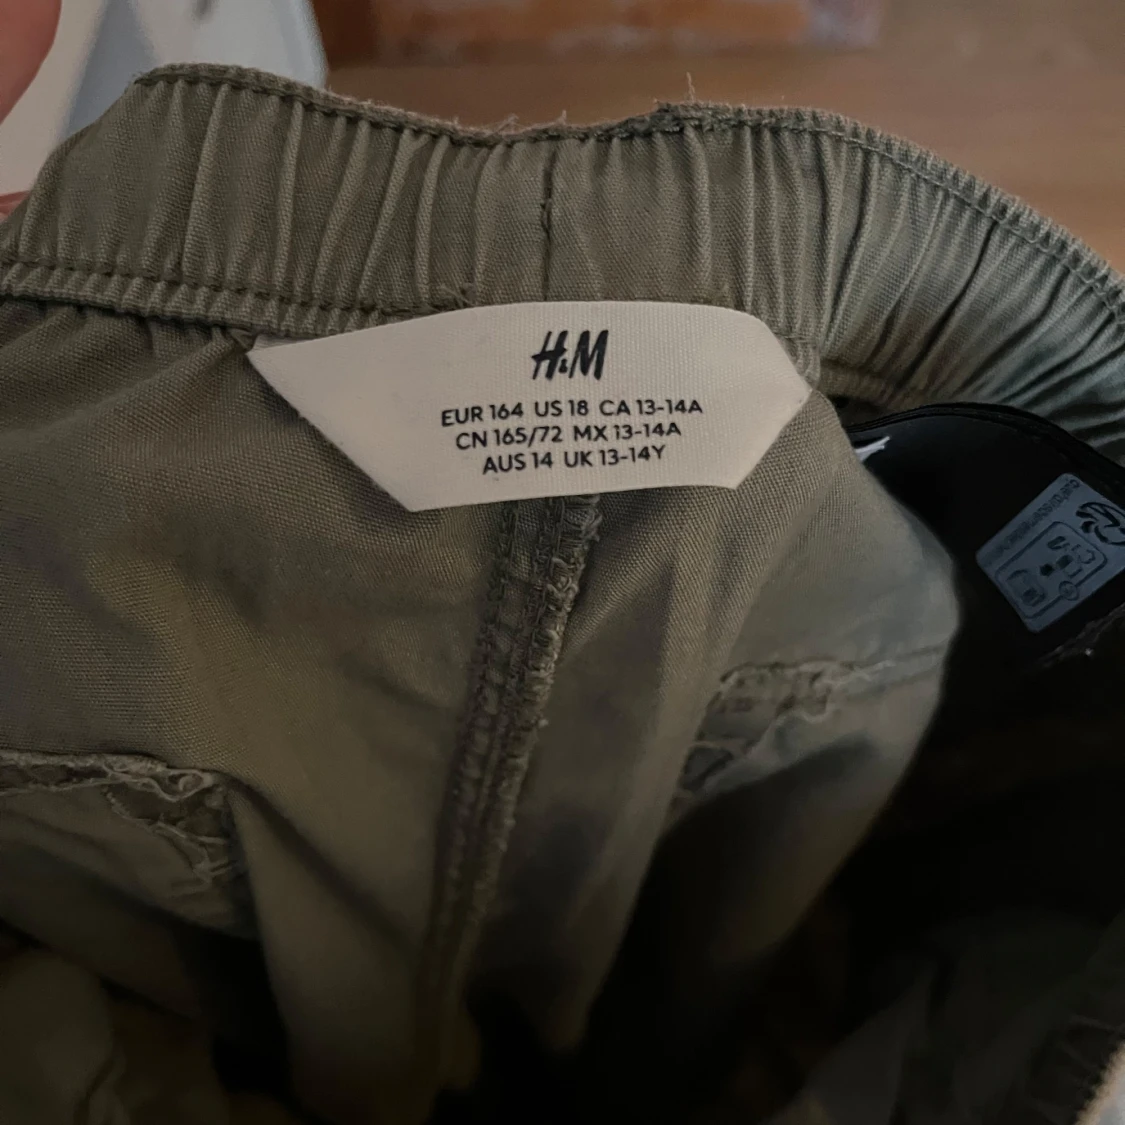 H&M
EUR 164 US 18 CA 13-14A
CN 165/72 MX 13-14A
AUS 14 UK 13-14Y